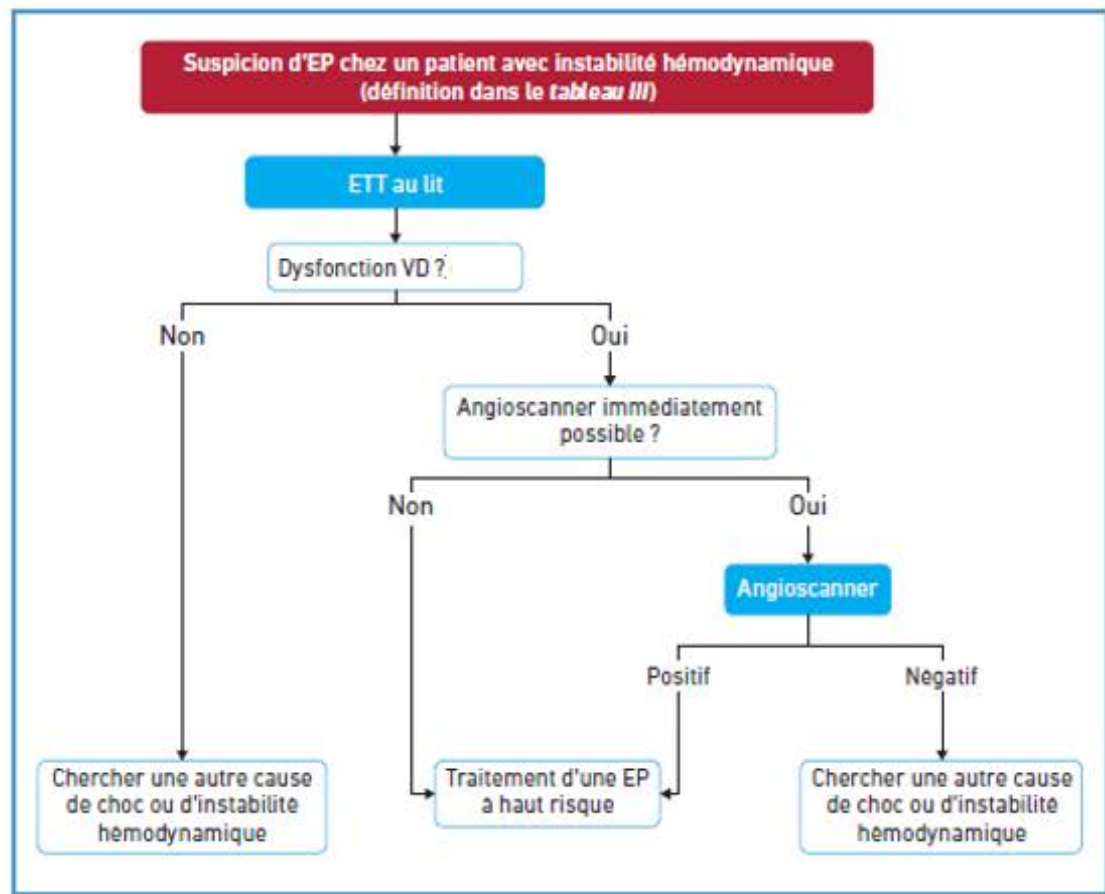 Suspicion d'EP chez un patient avec instabilité hémodynamique
(définition dans le tableau III)
ETT au lit
Dysfonction VD ?
Non
Oui
Angioscanner immédiatement
possible ?
Non
Oui
Angioscanner
Positif
Négatif
Chercher une autre cause
de choc ou d'instabilité
hémodynamique
Traitement d'une EP
à haut risque
Chercher une autre cause
de choc ou d'instabilité
hémodynamique